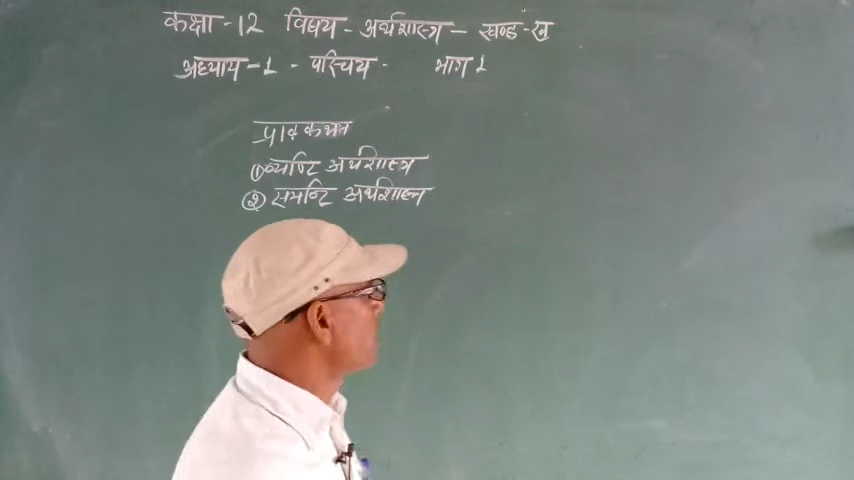 कक्षा - 12 विषय - अर्थशास्त्र - खण्ड - ख
अध्याय - 1 - परिचय - भाग 1
प्राक्कथन
① व्यष्टि अर्थशास्त्र
② समष्टि अर्थशास्त्र